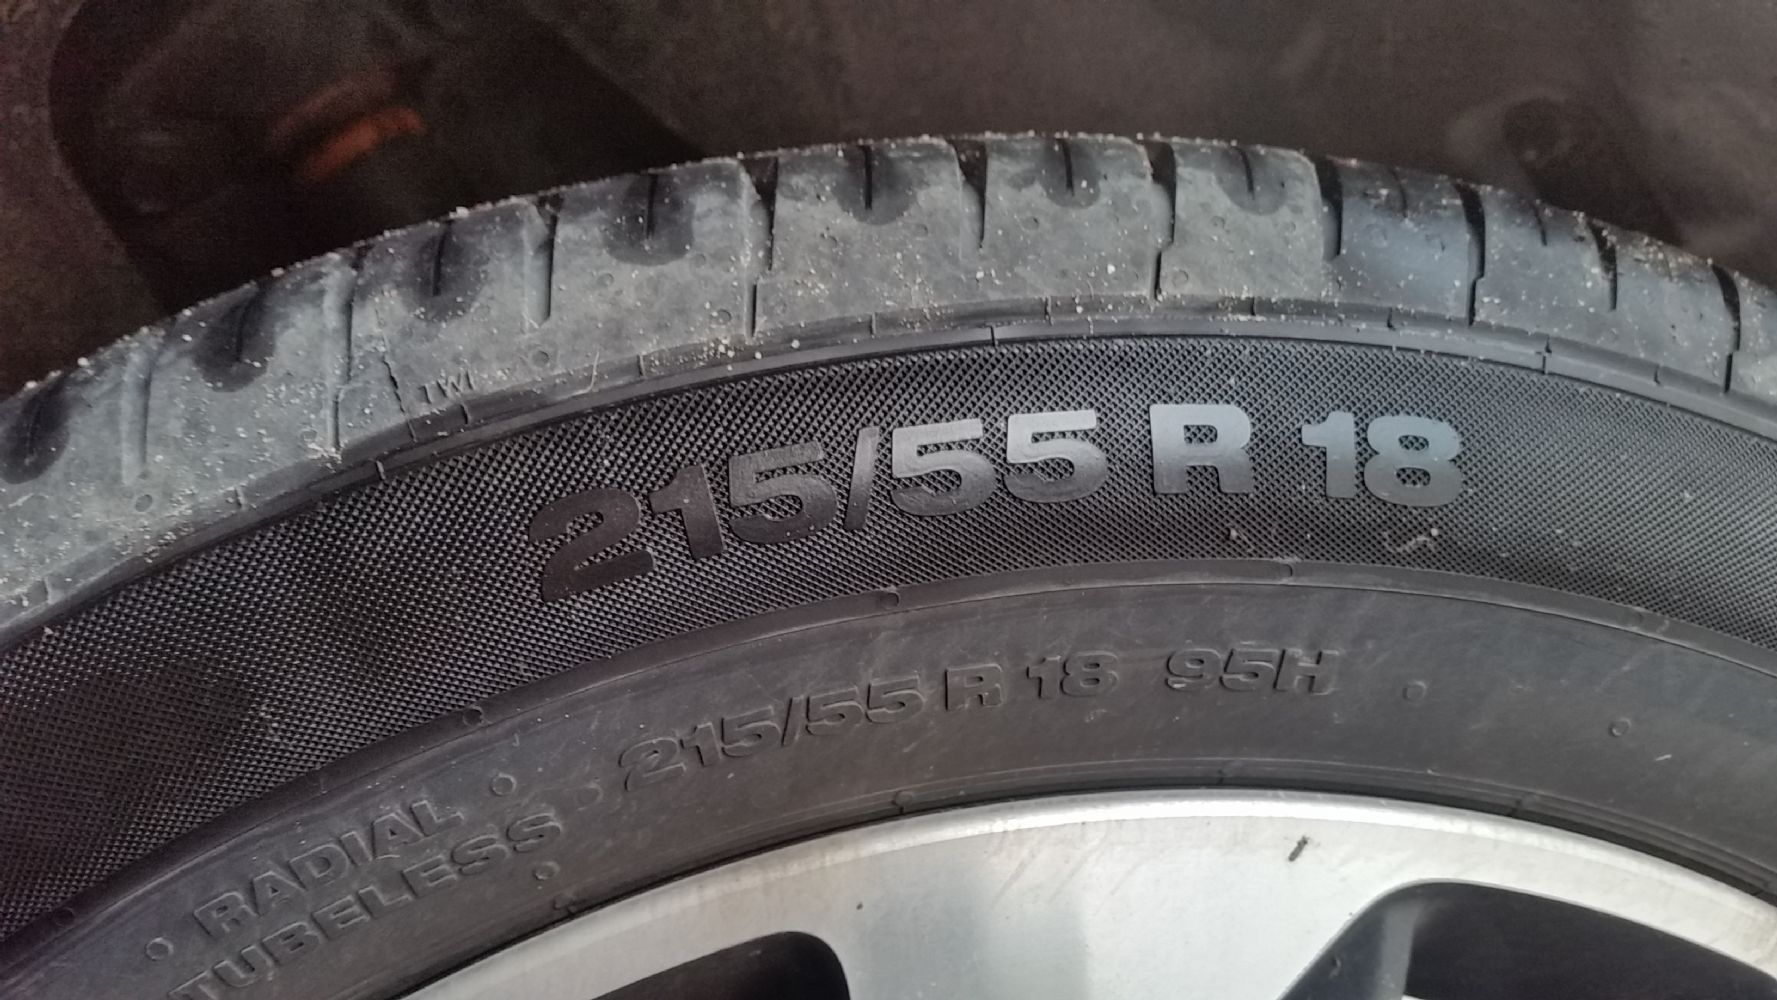 TWI
215/55 R 18
215/55 R 18 95H
RADIAL
TUBELESS